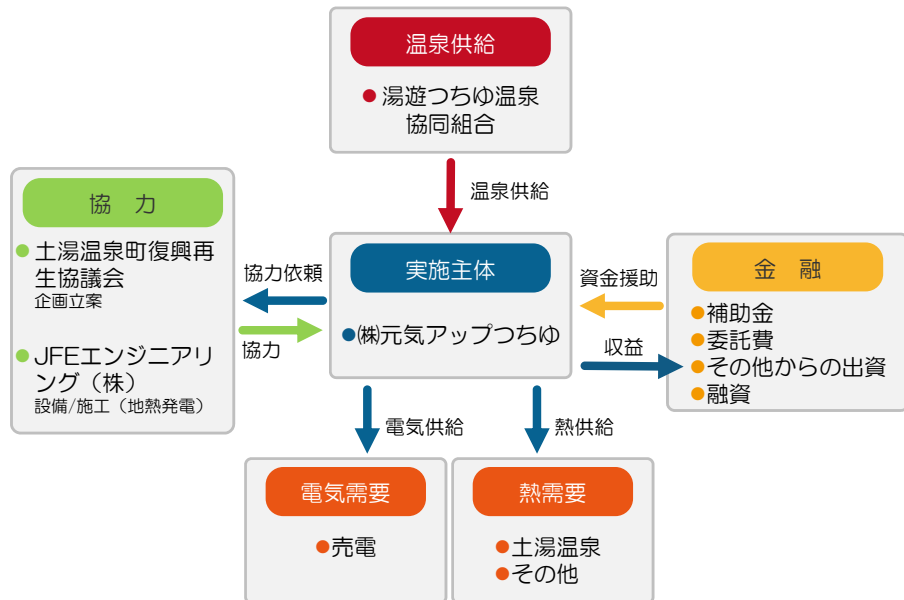 温泉供給
● 湯遊つちゆ温泉
協同組合
温泉供給
協 力
● 土湯温泉町復興再
生協議会
企画立案
● JFEエンジニアリ
ング（株）
設備/施工（地熱発電）
協力依頼
協力
実施主体
●㈱元気アップつちゆ
資金援助
収益
金 融
●補助金
●委託費
●その他からの出資
●融資
電気供給
熱供給
電気需要
●売電
熱需要
●土湯温泉
●その他